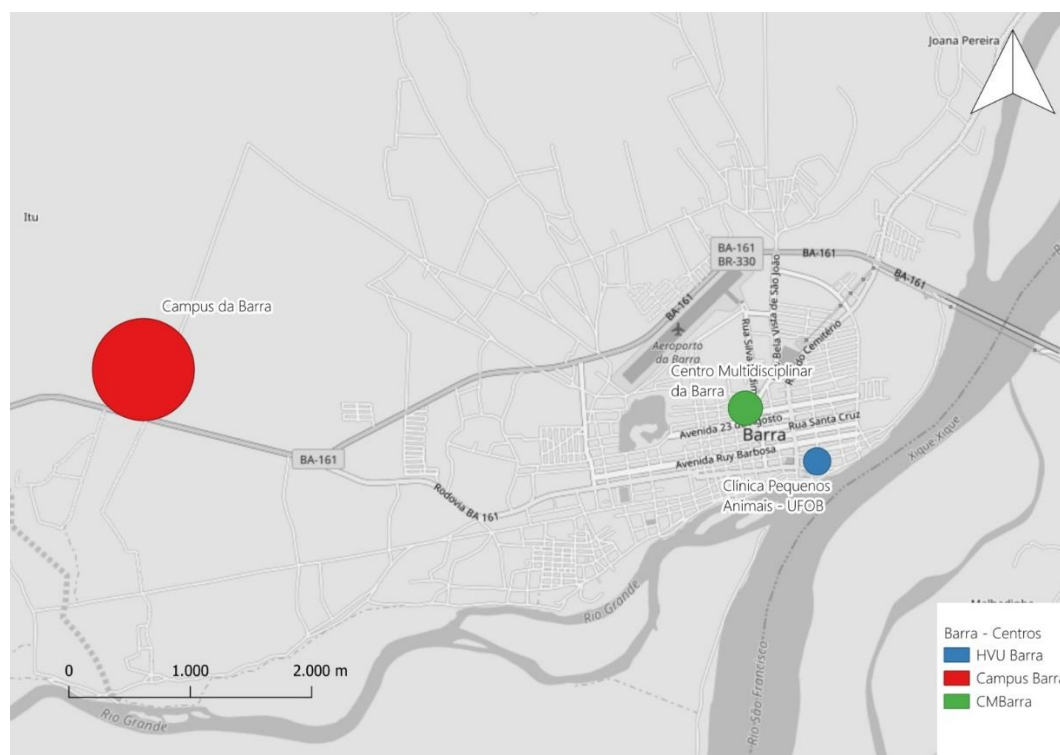 Joana Pereira
Itu
BA-161
BR-330
BA-161
BA-161
BA-161
Campus da Barra
Aeroporto
da Barra
Rua Silva
Bela Vista de São João
do Cemitério
Centro Multidisciplinar
da Barra
Avenida 23 de Agosto
Rua Santa Cruz
Barra
Xique Xique
BA-161
Avenida Ruy Barbosa
Rodovia BA 161
Clínica Pequenos
Animais - UFOB
Rio Grande
Rio São Francisco
Rio Grande
0 1.000 2.000 m
Barra - Centros
HVU Barra
Campus Barra
CMBarra